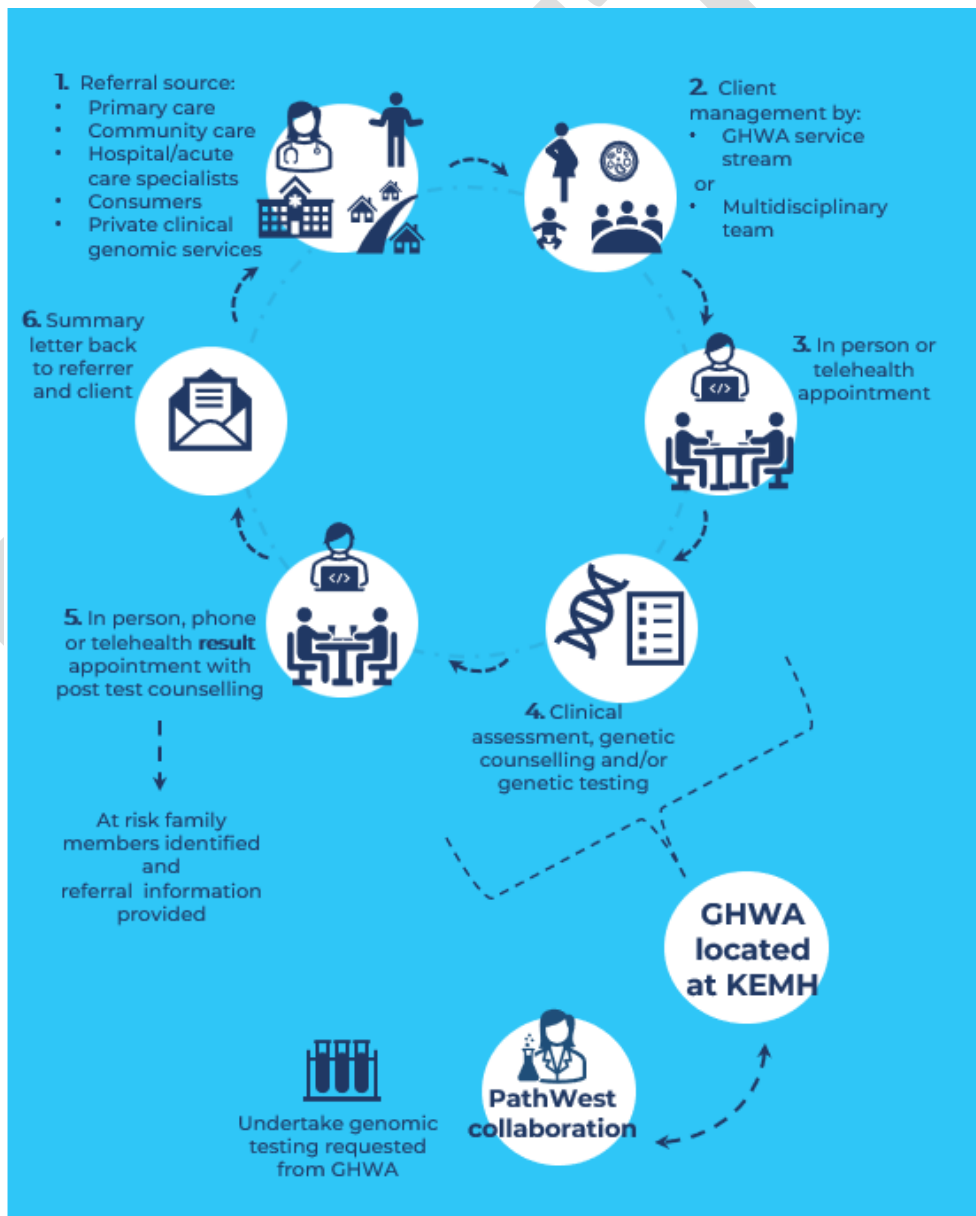 1. Referral source:
• Primary care
• Community care
• Hospital/acute
care specialists
• Consumers
• Private clinical
genomic services
2. Client
management by:
• GHWA service
stream
or
• Multidisciplinary
team
3. In person or
telehealth
appointment
</>
4. Clinical
assessment, genetic
counselling and/or
genetic testing
5. In person, phone
or telehealth result
appointment with
post test counselling
</>
At risk family
members identified
and
referral information
provided
6. Summary
letter back
to referrer
and client
GHWA
located
at KEMH
PathWest
collaboration
Undertake genomic
testing requested
from GHWA